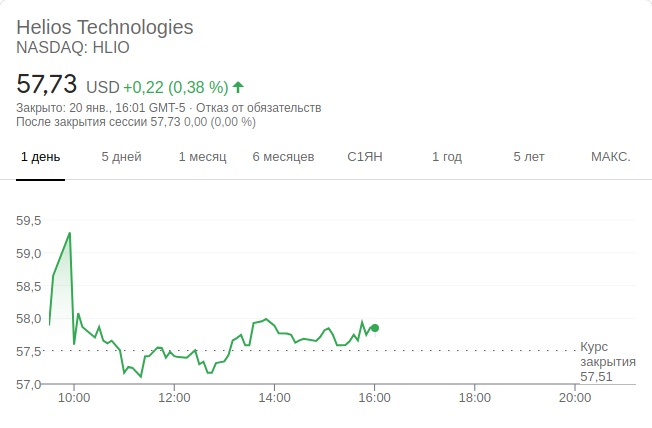 Helios Technologies
NASDAQ: HLIO
57,73 USD +0,22 (0,38 %)
Закрыто: 20 янв., 16:01 GMT-5 · Отказ от обязательств
После закрытия сессии 57,73 0,00 (0,00 %)
1 день 5 дней 1 месяц 6 месяцев С1ЯН 1 год 5 лет МАКС.
59,5
59,0
58,5
58,0
57,5
57,0
Курс
закрытия
57,51
10:00 12:00 14:00 16:00 18:00 20:00